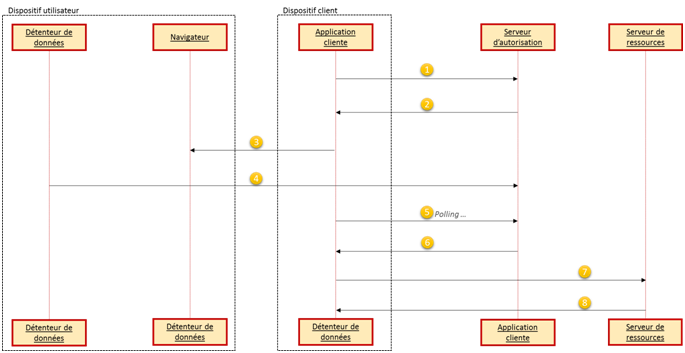 Dispositif utilisateur
Dispositif client
Détenteur de
données
Navigateur
Application
cliente
Serveur
d'autorisation
Serveur de
ressources
1
2
3
4
5 Polling ...
6
7
8
Détenteur de
données
Détenteur de
données
Détenteur de
données
Application
cliente
Serveur de
ressources